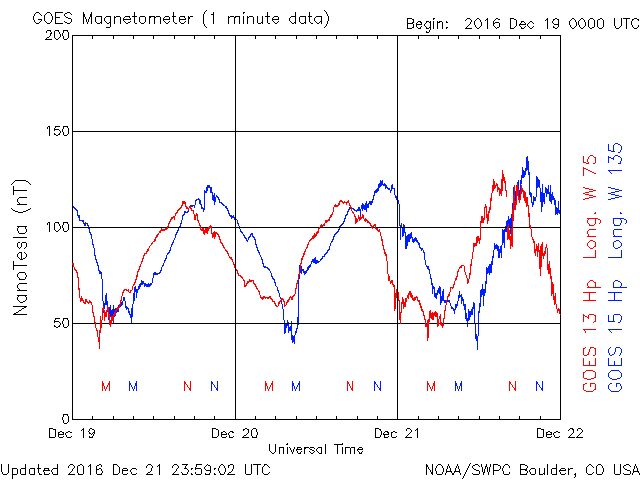 GOES Magnetometer (1 minute data)
Begin: 2016 Dec 19 0000 UTC
200
150
100
50
0
NanoTesla (nT)
M M N N M M N N M M N N
Dec 19 Dec 20 Dec 21 Dec 22
Universal Time
GOES 13 Hp Long. W 75
GOES 15 Hp Long. W 135
Updated 2016 Dec 21 23:59:02 UTC
NOAA/SWPC Boulder, CO USA